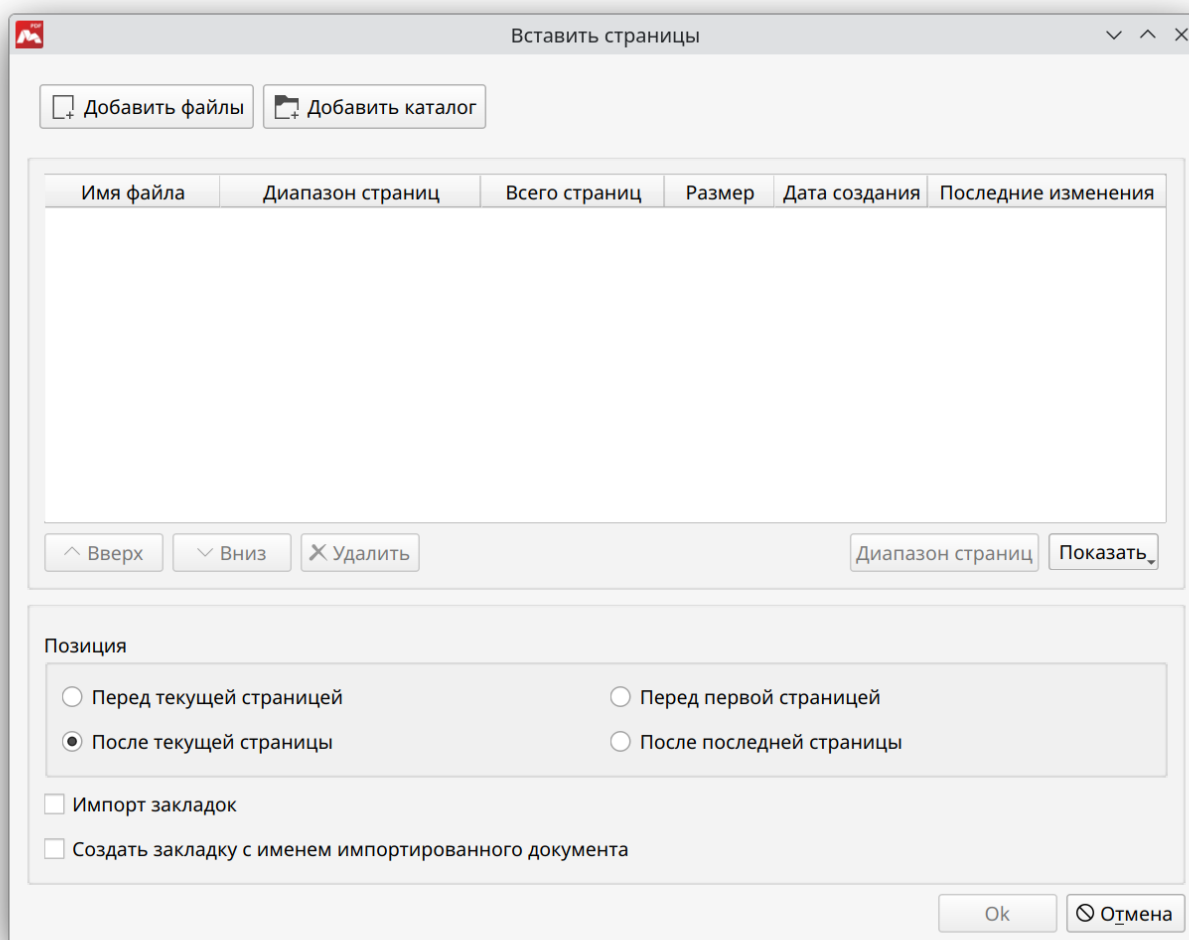 PDF
Вставить страницы
Добавить файлы
Добавить каталог
Имя файла
Диапазон страниц
Всего страниц
Размер
Дата создания
Последние изменения
Вверх
Вниз
Удалить
Диапазон страниц
Показать
Позиция
Перед текущей страницей
Перед первой страницей
После текущей страницы
После последней страницы
Импорт закладок
Создать закладку с именем импортированного документа
Ok
Отмена